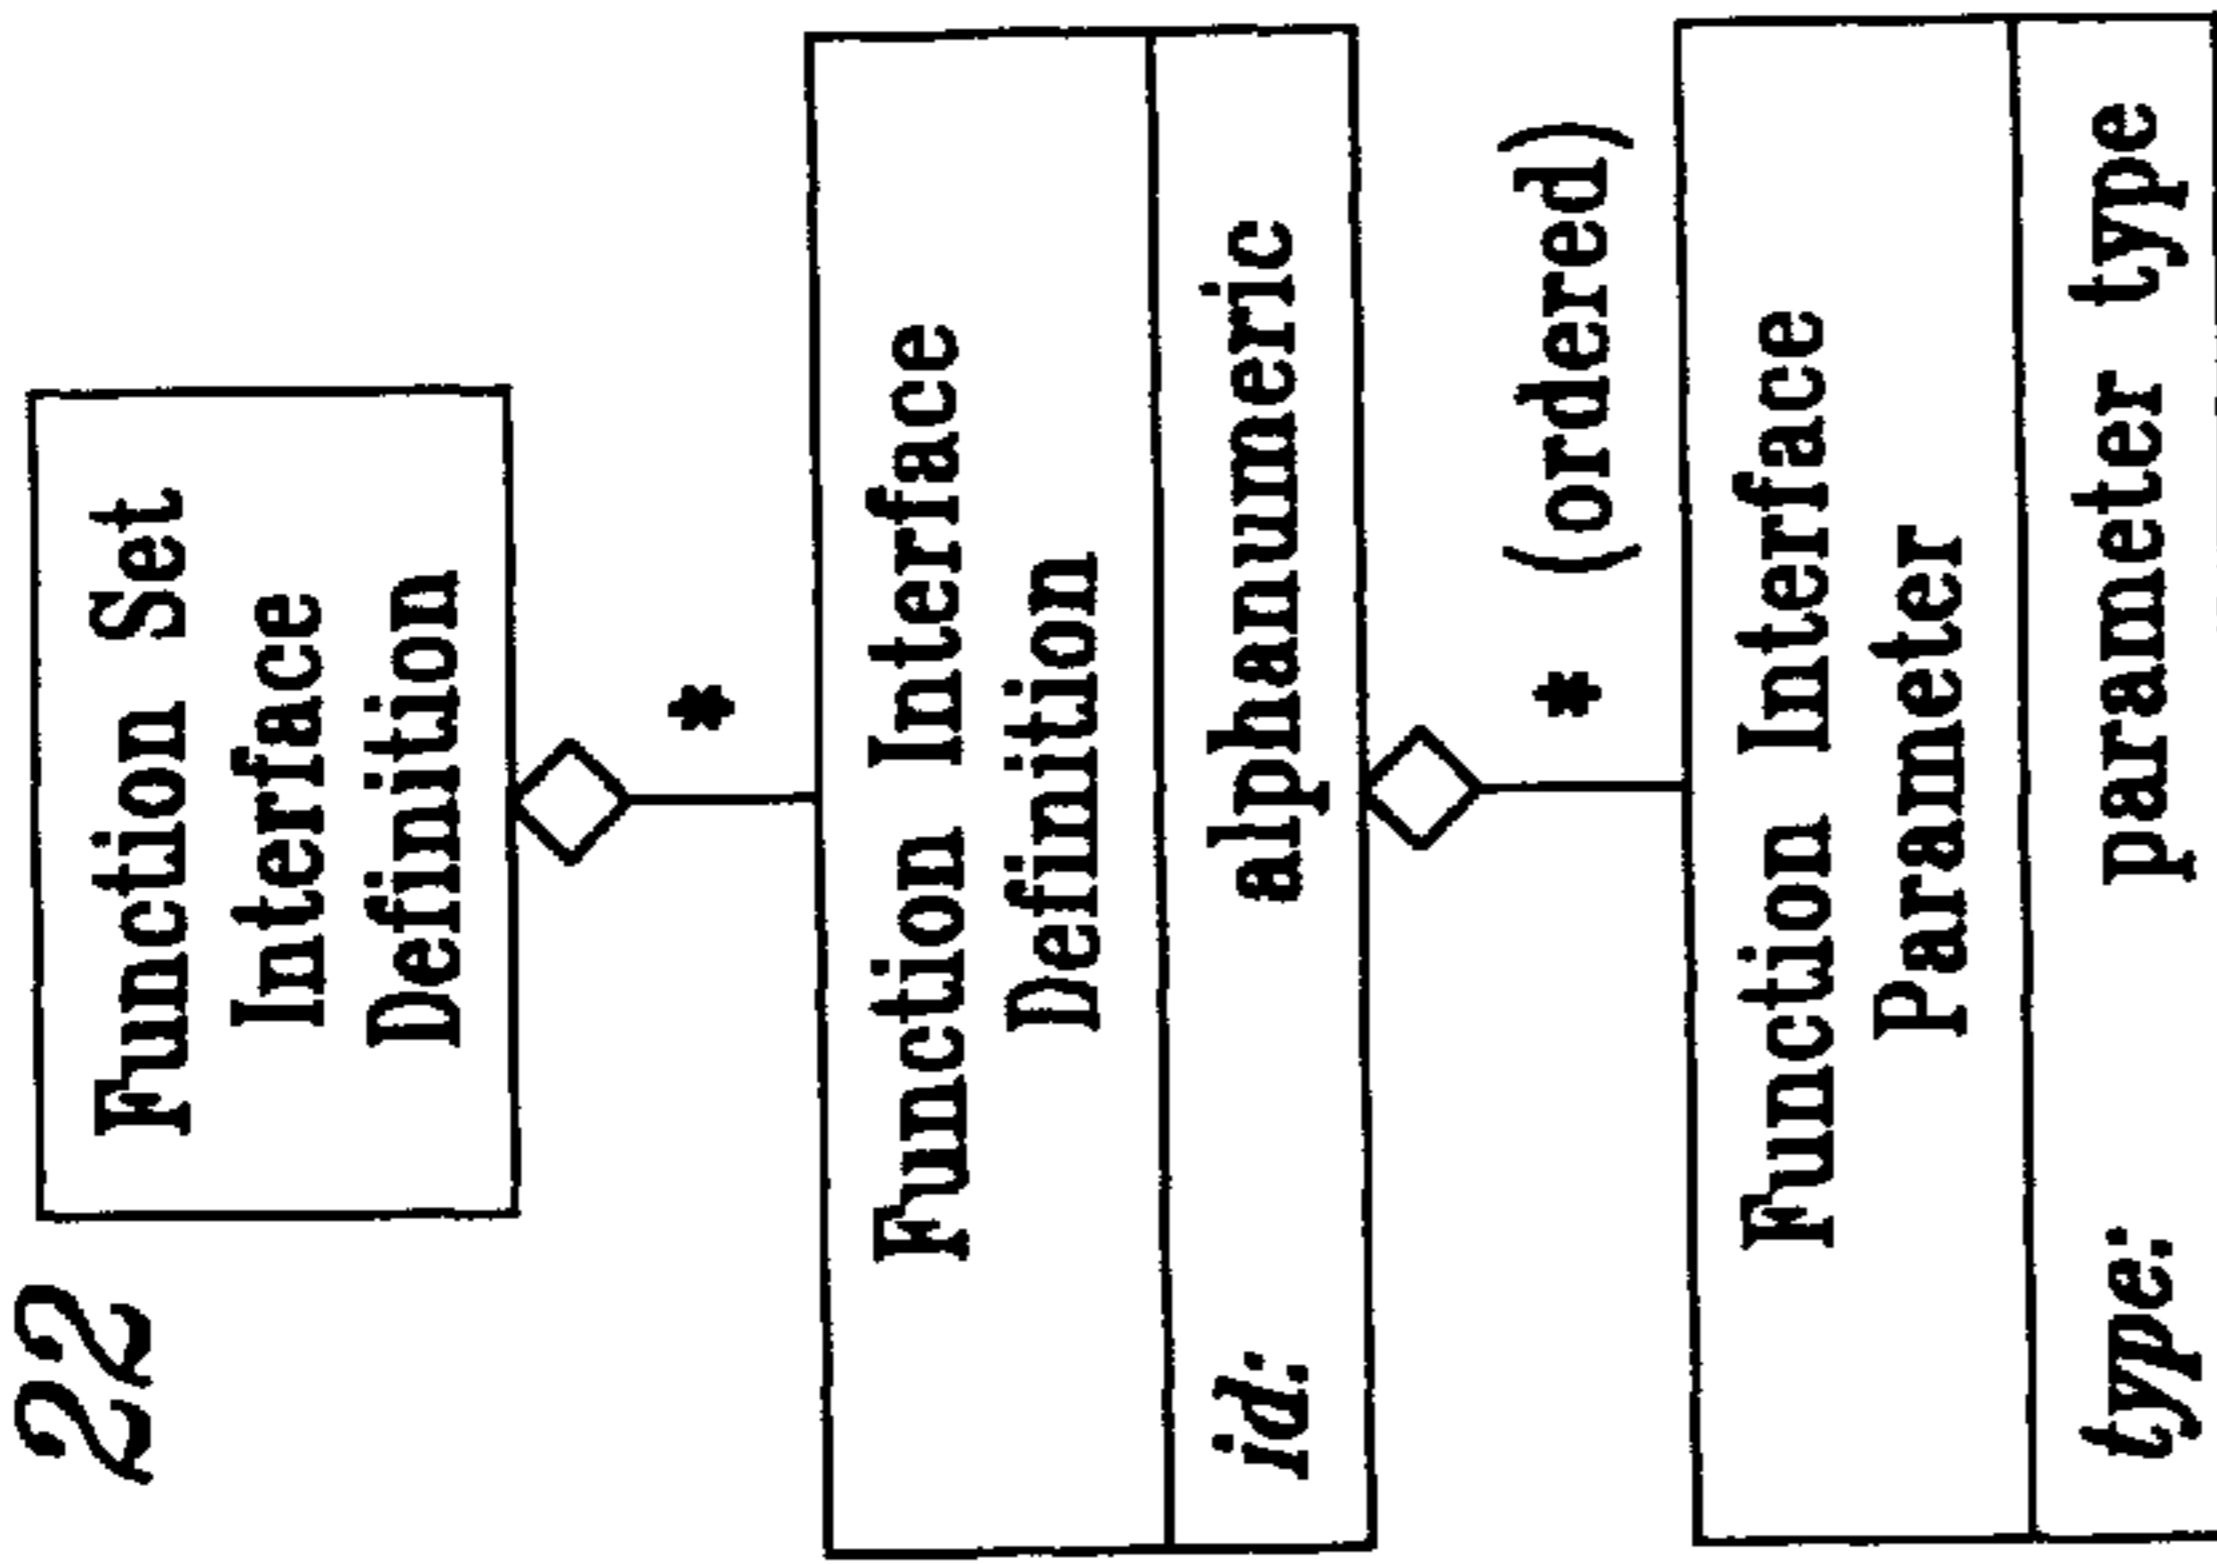 22
Function Set
Interface
Definition
*
Function Interface
Definition
id: alphanumeric
* (ordered)
Function Interface
Parameter
type: parameter type